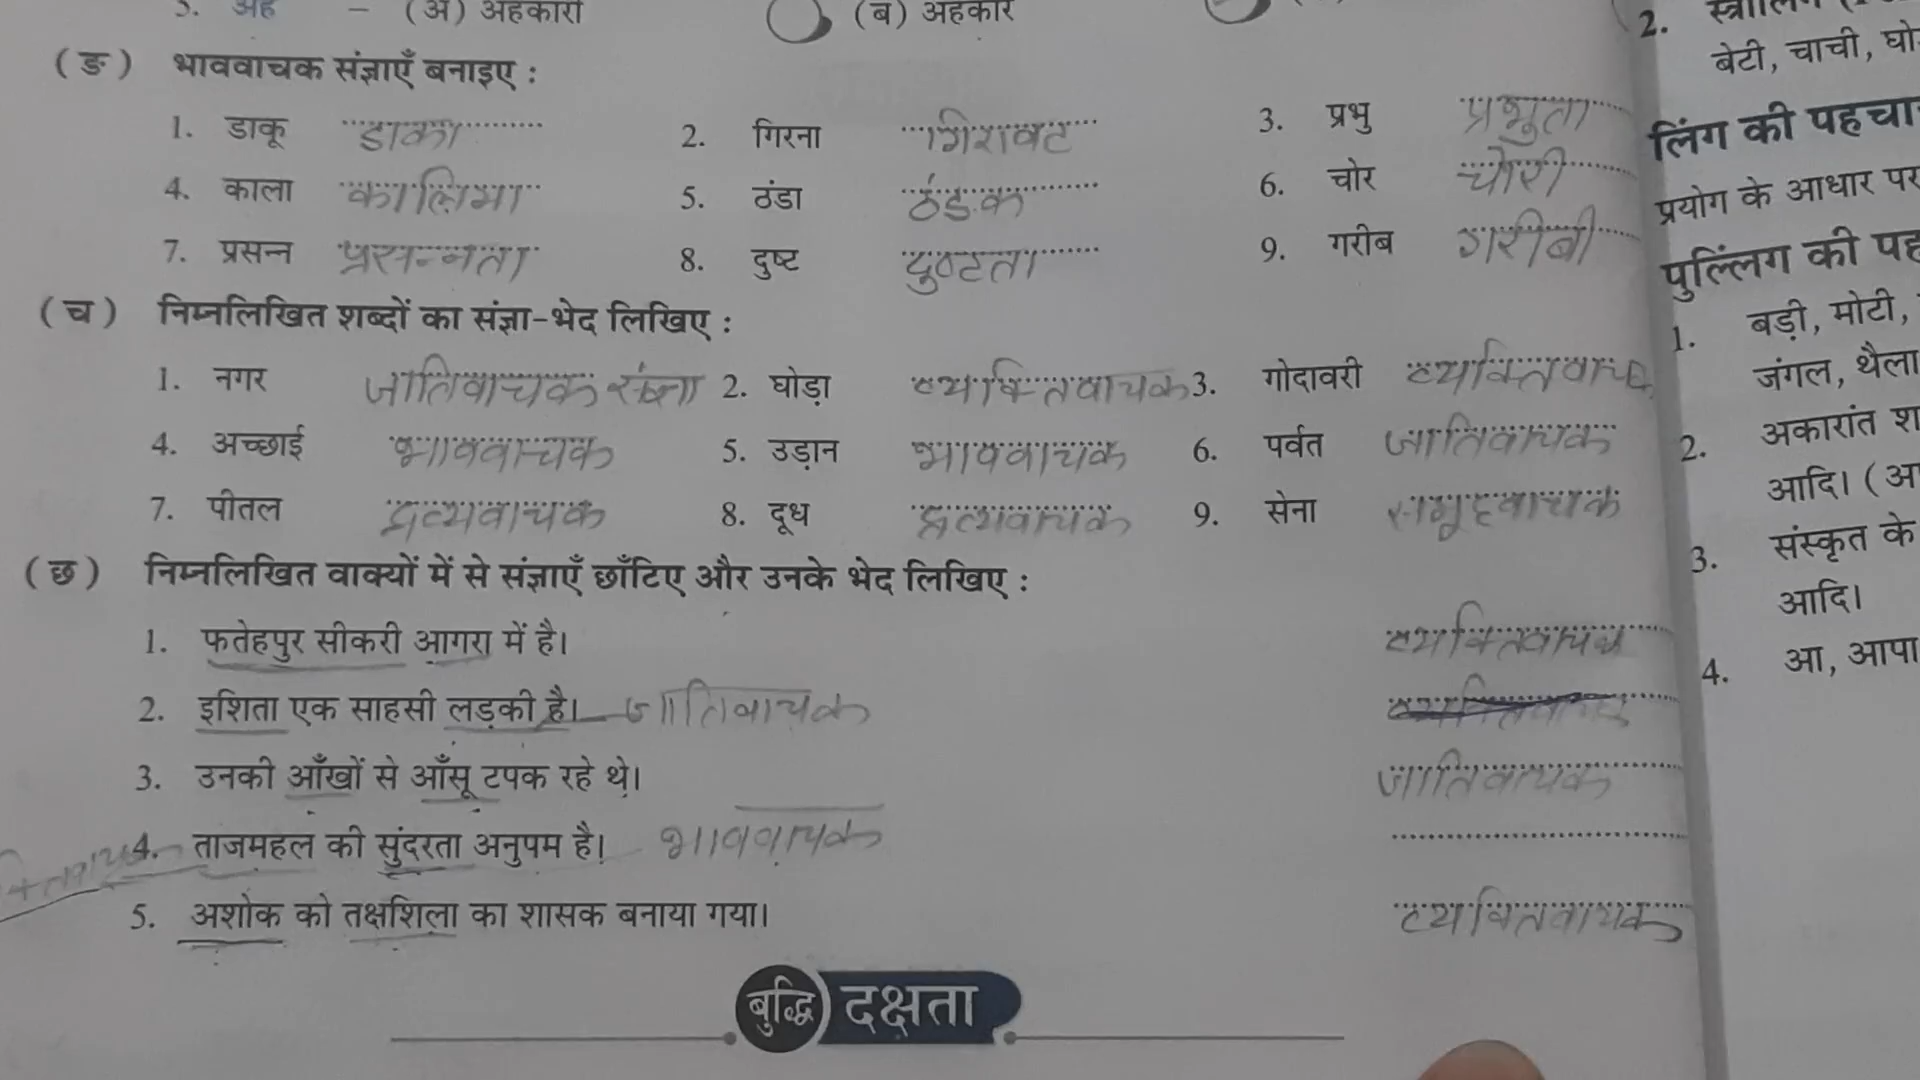 (अ) अहंकारी (ब) अहंकार
(ङ) भाववाचक संज्ञाएँ बनाइए :
1. डाकू डाका 2. गिरना गिरावट 3. प्रभु प्रभुता
4. काला कालिमा 5. ठंडा ठंडक 6. चोर चोरी
7. प्रसन्न प्रसन्नता 8. दुष्ट दुष्टता 9. गरीब गरीबी
(च) निम्नलिखित शब्दों का संज्ञा-भेद लिखिए :
1. नगर जातिवाचक संज्ञा 2. घोड़ा व्यक्तिवाचक 3. गोदावरी व्यक्तिवाचक
4. अच्छाई भाववाचक 5. उड़ान भाववाचक 6. पर्वत जातिवाचक
7. पीतल द्रव्यवाचक 8. दूध द्रव्यवाचक 9. सेना समूहवाचक
(छ) निम्नलिखित वाक्यों में से संज्ञाएँ छाँटिए और उनके भेद लिखिए :
1. फतेहपुर सीकरी आगरा में है। व्यक्तिवाचक
2. इशिता एक साहसी लड़की है। जातिवाचक
3. उनकी आँखों से आँसू टपक रहे थे। जातिवाचक
4. ताजमहल की सुंदरता अनुपम है। भाववाचक
5. अशोक को तक्षशिला का शासक बनाया गया। व्यक्तिवाचक
बुद्धि दक्षता
2.
बेटी, चाची,
लिंग की
प्रयोग के आधार पर
पुल्लिंग की
1. बड़ी, मोटी,
जंगल, थैला
2. अकारांत
आदि।
3. संस्कृत के
आदि।
4. आ, आपा